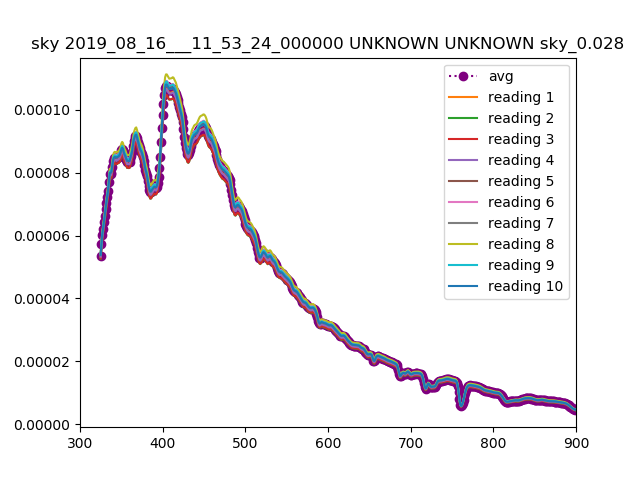 sky 2019_08_16___11_53_24_000000 UNKNOWN UNKNOWN sky_0.028
avg
reading 1
reading 2
reading 3
reading 4
reading 5
reading 6
reading 7
reading 8
reading 9
reading 10
0.00010
0.00008
0.00006
0.00004
0.00002
0.00000
300 400 500 600 700 800 900